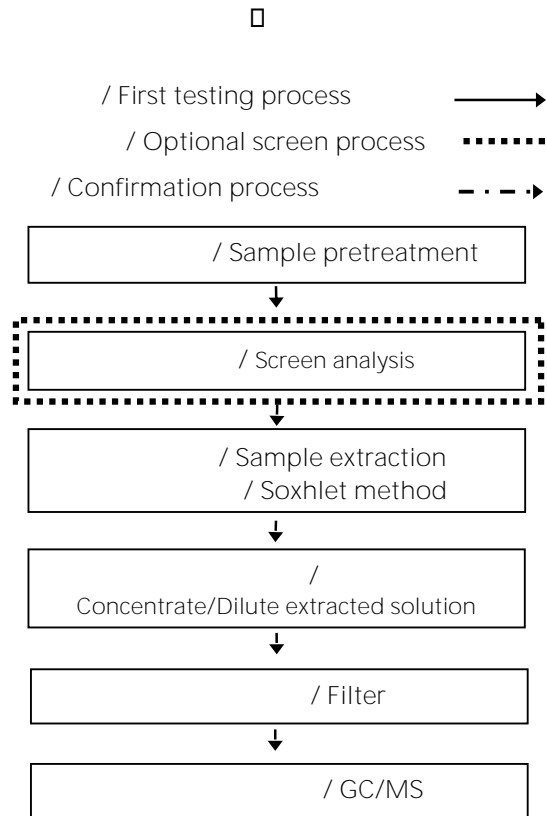 / First testing process
/ Optional screen process
/ Confirmation process
/ Sample pretreatment
/ Screen analysis
/ Sample extraction
/ Soxhlet method
/
Concentrate/Dilute extracted solution
/ Filter
/ GC/MS